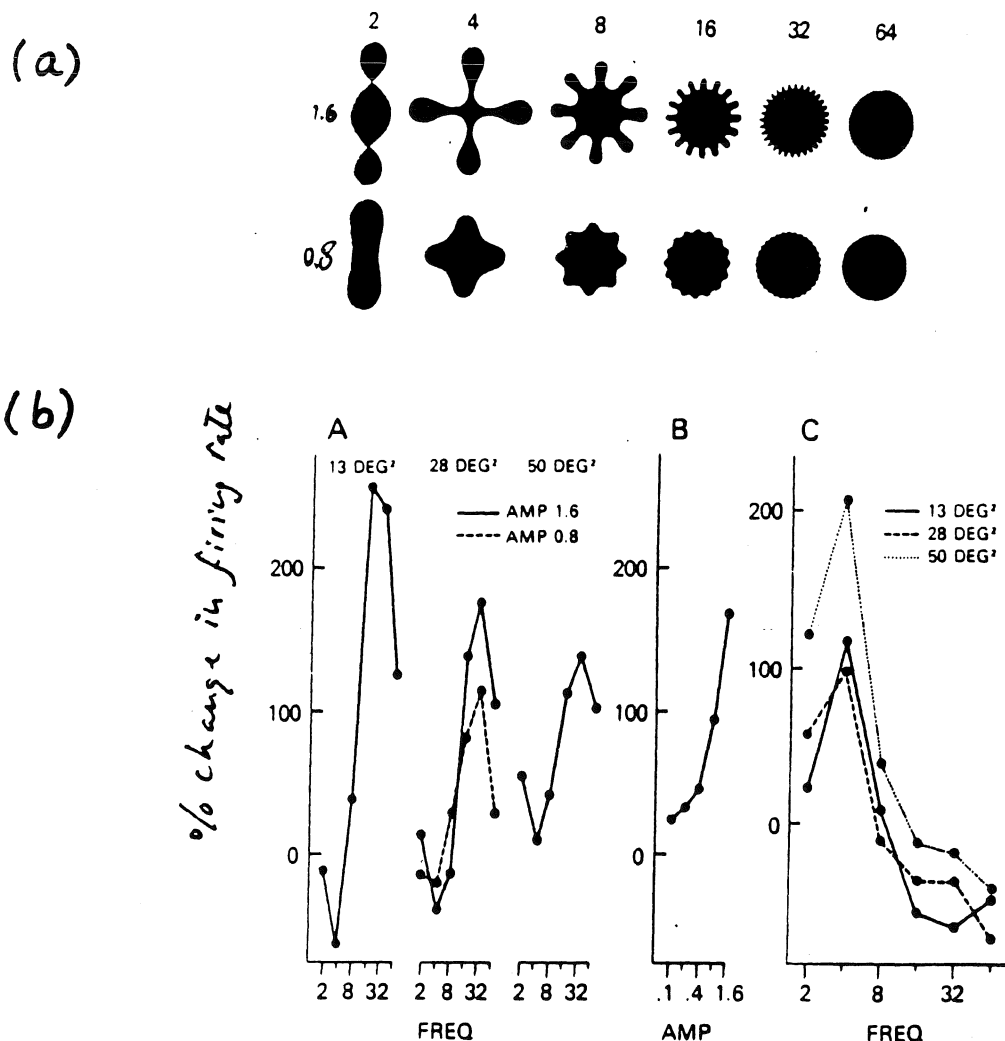 (a)
2 4 8 16 32 64
1.6
0.8
(b)
% change in firing rate
A B C
13 DEG² 28 DEG² 50 DEG²
AMP 1.6
AMP 0.8
13 DEG²
28 DEG²
50 DEG²
200
100
0
200
100
0
200
100
0
2 8 32 2 8 32 2 8 32
FREQ
.1 .4 1.6
AMP
2 8 32
FREQ